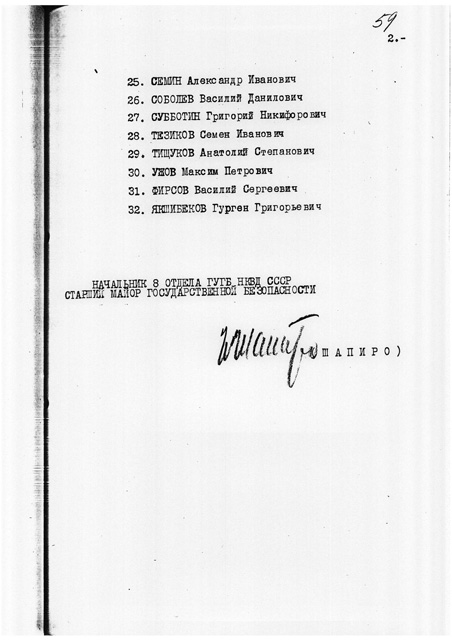 59
2.-
25. СЕМИН Александр Иванович
26. СОБОЛЕВ Василий Данилович
27. СУББОТИН Григорий Никифорович
28. ТЕЗИКОВ Семен Иванович
29. ТИЩУКОВ Анатолий Степанович
30. УЖОВ Максим Петрович
31. ФИРСОВ Василий Сергеевич
32. ЯКШИБЕКОВ Гурген Григорьевич
НАЧАЛЬНИК 8 ОТДЕЛА ГУГБ НКВД СССР
СТАРШИЙ МАЙОР ГОСУДАРСТВЕННОЙ БЕЗОПАСНОСТИ
ШАПИРО)